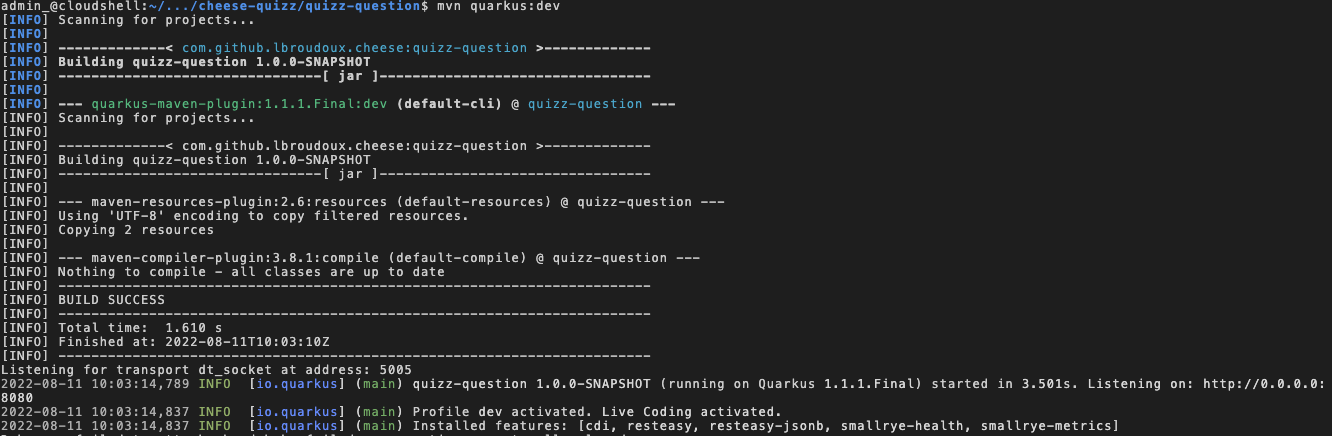 admin_@cloudshell:~/.../cheese-quizz/quizz-question$ mvn quarkus:dev
[INFO] Scanning for projects...
[INFO]
[INFO] -------------< com.github.lbroudoux.cheese:quizz-question >-------------
[INFO] Building quizz-question 1.0.0-SNAPSHOT
[INFO] --------------------------------[ jar ]---------------------------------
[INFO]
[INFO] --- quarkus-maven-plugin:1.1.1.Final:dev (default-cli) @ quizz-question ---
[INFO] Scanning for projects...
[INFO]
[INFO] -------------< com.github.lbroudoux.cheese:quizz-question >-------------
[INFO] Building quizz-question 1.0.0-SNAPSHOT
[INFO] --------------------------------[ jar ]---------------------------------
[INFO]
[INFO] --- maven-resources-plugin:2.6:resources (default-resources) @ quizz-question ---
[INFO] Using 'UTF-8' encoding to copy filtered resources.
[INFO] Copying 2 resources
[INFO]
[INFO] --- maven-compiler-plugin:3.8.1:compile (default-compile) @ quizz-question ---
[INFO] Nothing to compile - all classes are up to date
[INFO] ------------------------------------------------------------------------
[INFO] BUILD SUCCESS
[INFO] ------------------------------------------------------------------------
[INFO] Total time:  1.610 s
[INFO] Finished at: 2022-08-11T10:03:10Z
[INFO] ------------------------------------------------------------------------
Listening for transport dt_socket at address: 5005
2022-08-11 10:03:14,789 INFO  [io.quarkus] (main) quizz-question 1.0.0-SNAPSHOT (running on Quarkus 1.1.1.Final) started in 3.501s. Listening on: http://0.0.0.0:
8080
2022-08-11 10:03:14,837 INFO  [io.quarkus] (main) Profile dev activated. Live Coding activated.
2022-08-11 10:03:14,837 INFO  [io.quarkus] (main) Installed features: [cdi, resteasy, resteasy-jsonb, smallrye-health, smallrye-metrics]